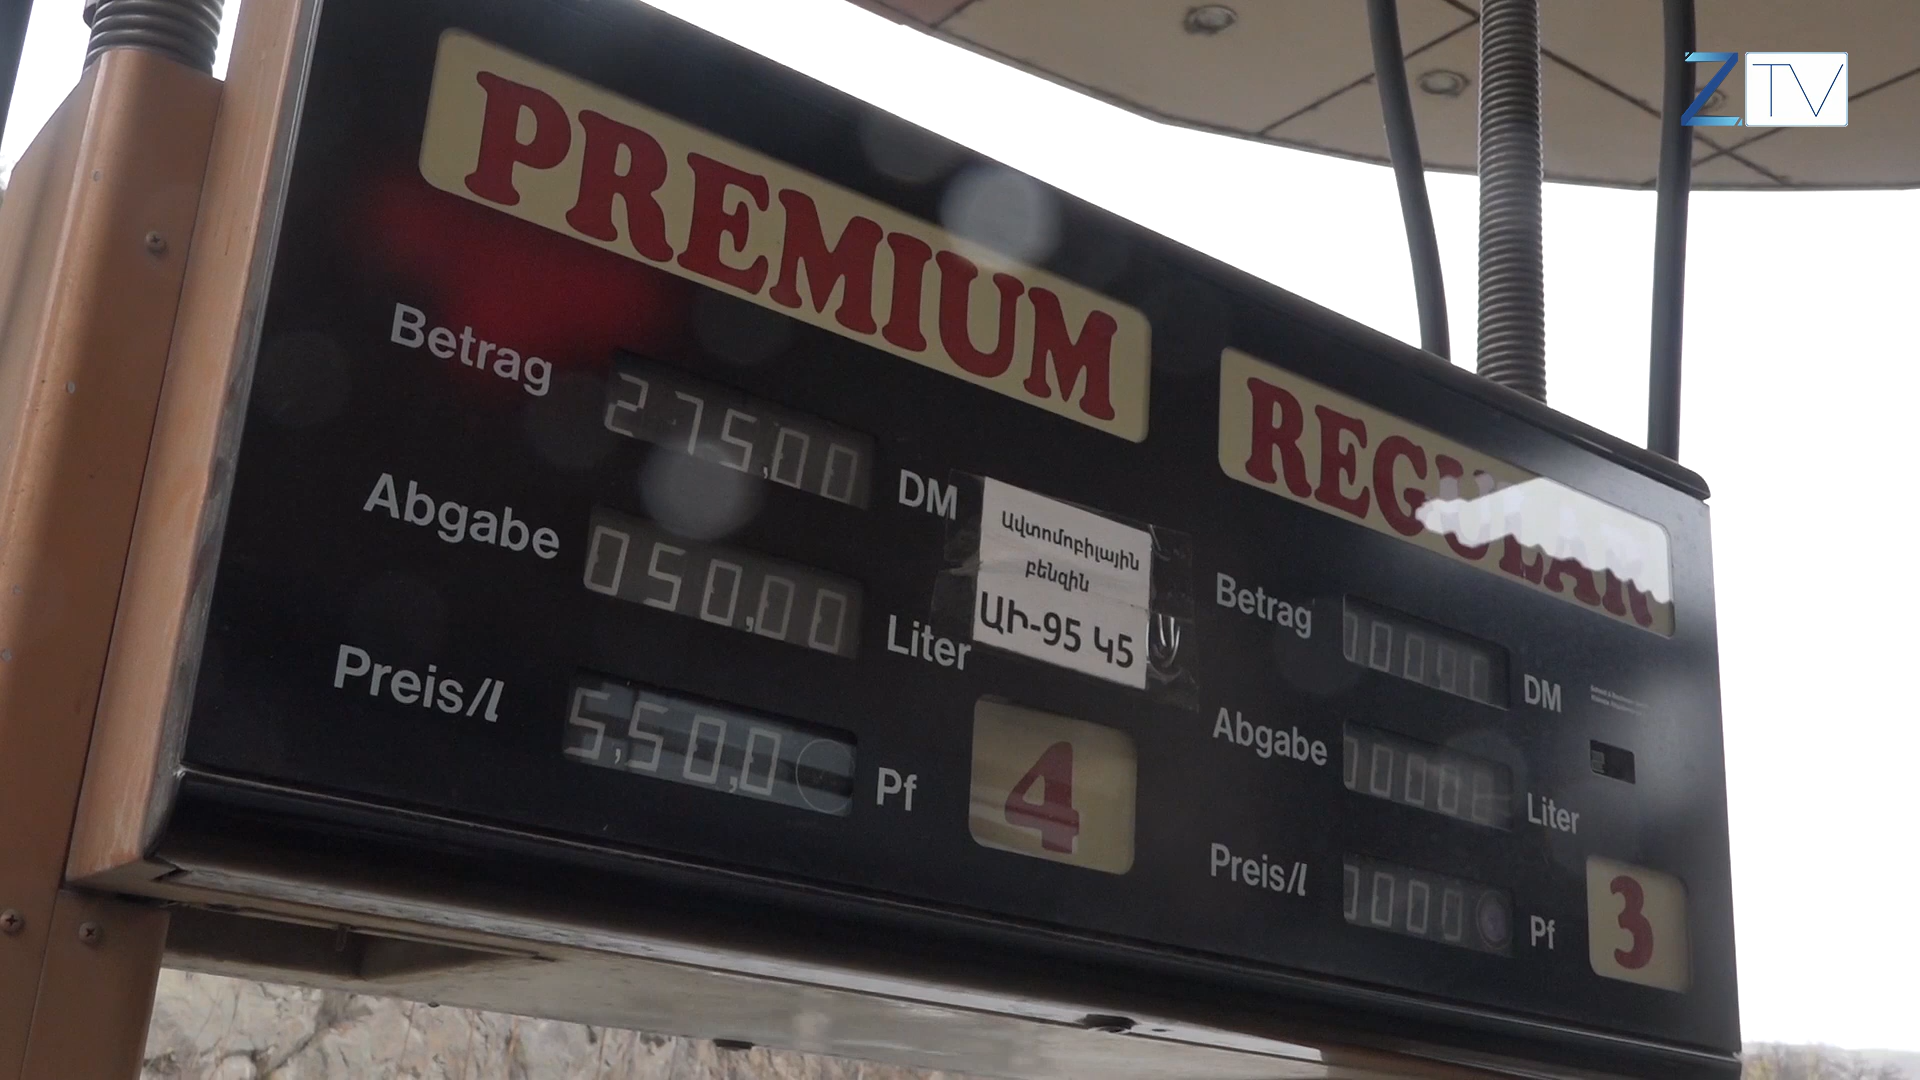 ZTV
PREMIUM
Betrag 275,00 DM
Abgabe 050,00 Liter
Preis/l 5,50,0 Pf
4
Ավտոմոբիլային
բենզին
ԱԻ-95 Կ5
REGULAR
Betrag
DM
Abgabe
Liter
Preis/l
Pf
3